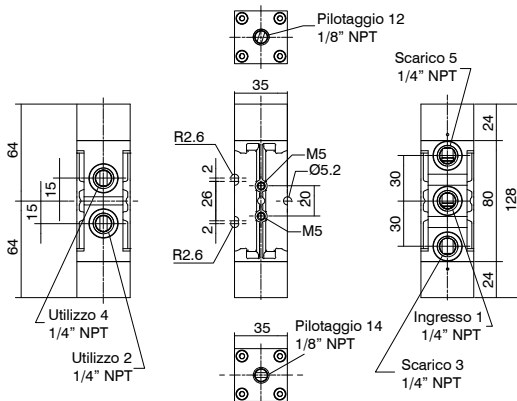 Pilotaggio 12
1/8” NPT
Scarico 5
1/4” NPT
35
64
15
15
64
R2.6
2
26
2
R2.6
M5
Ø5.2
20
M5
24
30
30
80
128
24
Utilizzo 4
1/4” NPT
Utilizzo 2
1/4” NPT
35
Pilotaggio 14
1/8” NPT
Ingresso 1
1/4” NPT
Scarico 3
1/4” NPT